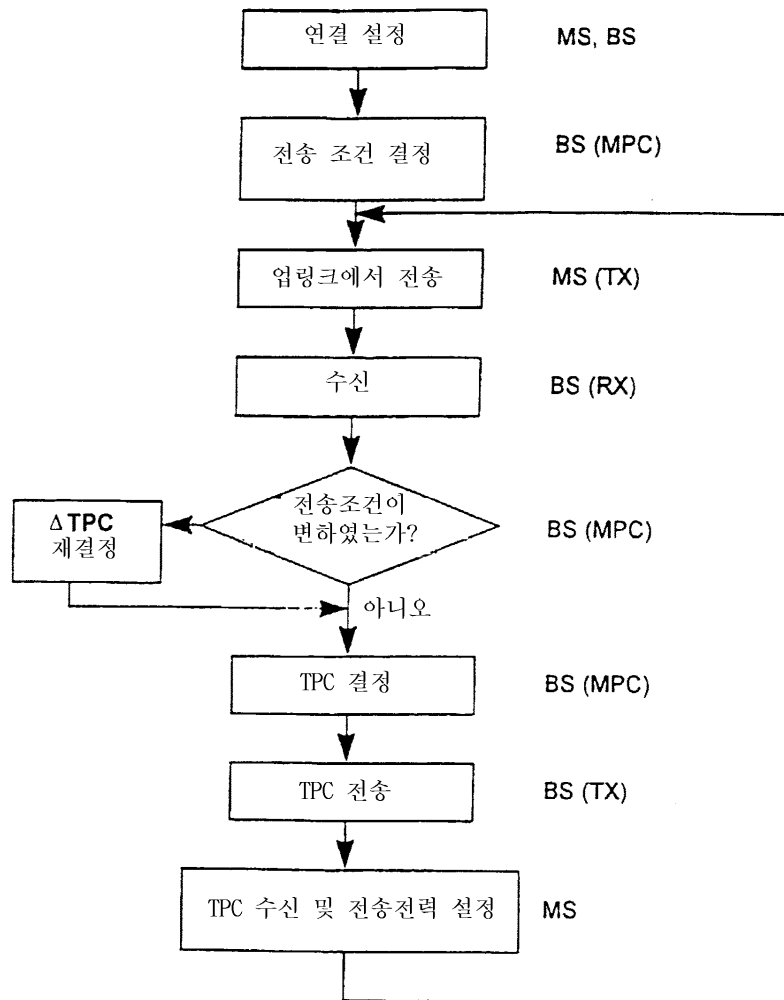 연결 설정
MS, BS
전송 조건 결정
BS (MPC)
업링크에서 전송
MS (TX)
수신
BS (RX)
전송조건이
변하였는가?
BS (MPC)
Δ TPC
재결정
아니오
TPC 결정
BS (MPC)
TPC 전송
BS (TX)
TPC 수신 및 전송전력 설정
MS